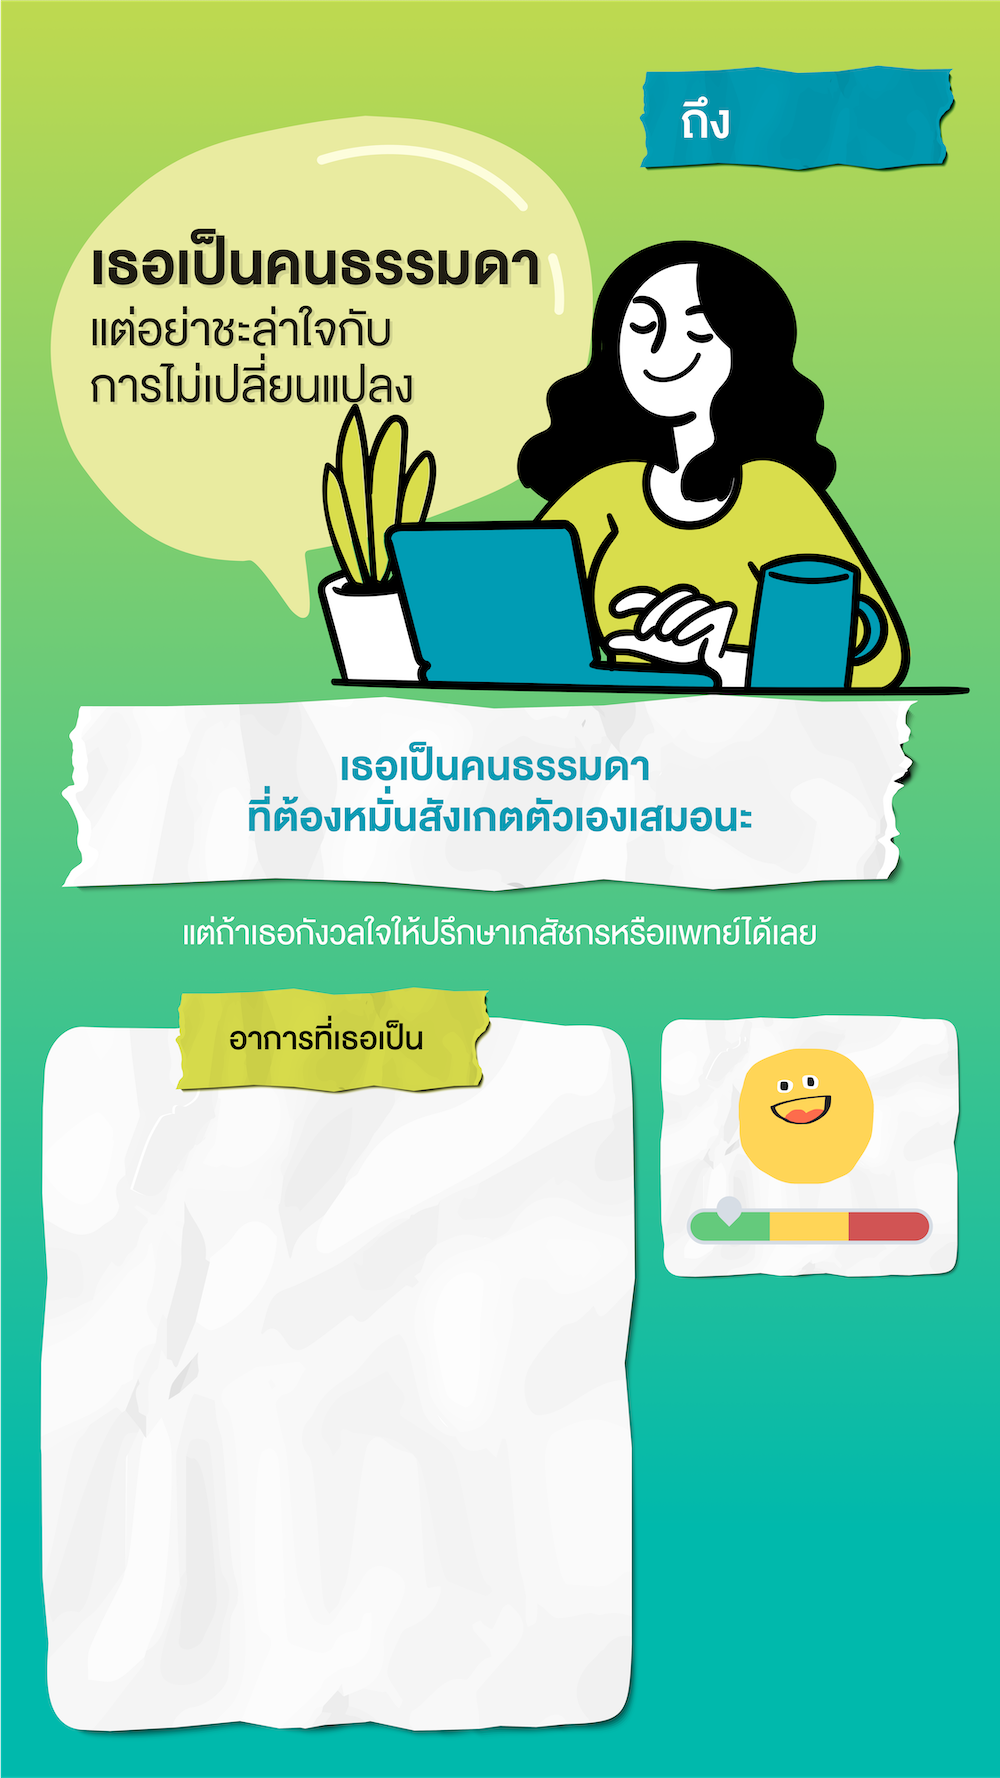 ถึง
เธอเป็นคนธรรมดา
แต่อย่าชะล่าใจกับ
การไม่เปลี่ยนแปลง
เธอเป็นคนธรรมดา
ที่ต้องหมั่นสังเกตตัวเองเสมอนะ
แต่ถ้าเธอกังวลใจให้ปรึกษาเภสัชกรหรือแพทย์ได้เลย
อาการที่เธอเป็น